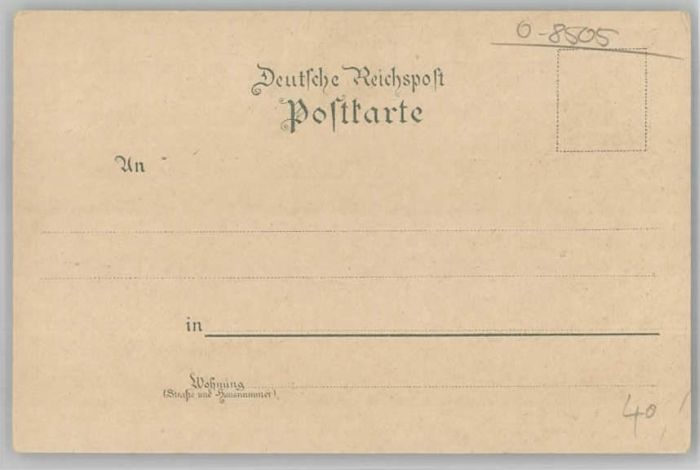 0-8505
Deutsche Reichspost
Postkarte
An
in
Wohnung
(Straße und Hausnummer)
40,